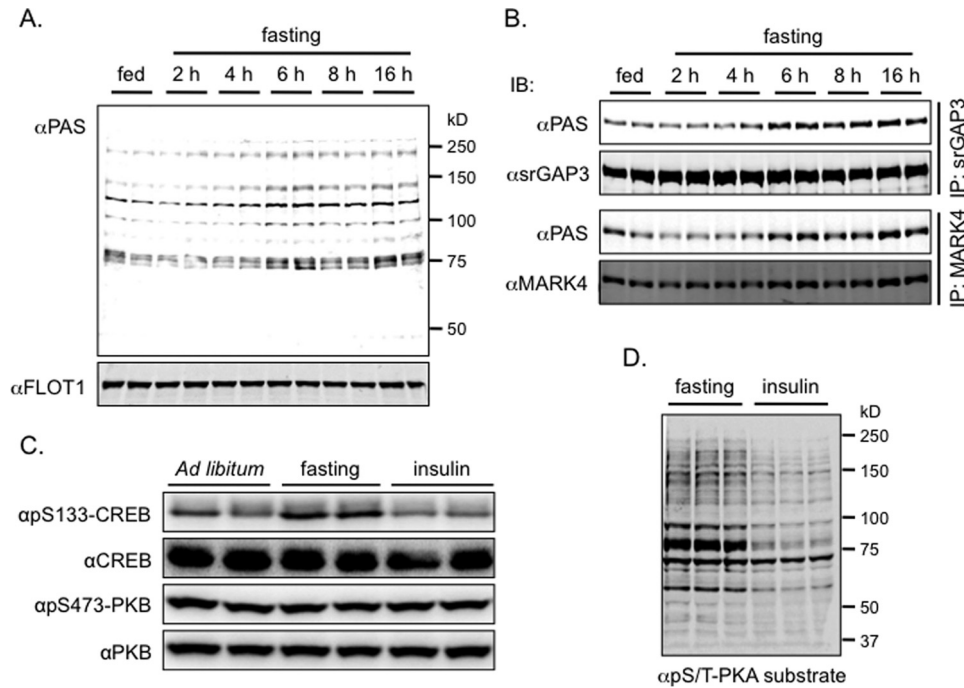 A.
fasting
fed 2 h 4 h 6 h 8 h 16 h
αPAS
kD
250
150
100
75
50
αFLOT1
B.
fasting
fed 2 h 4 h 6 h 8 h 16 h
IB:
αPAS
αsrGAP3
IP: srGAP3
αPAS
αMARK4
IP: MARK4
C.
Ad libitum fasting insulin
αpS133-CREB
αCREB
αpS473-PKB
αPKB
D.
fasting insulin
kD
250
150
100
75
50
37
αpS/T-PKA substrate